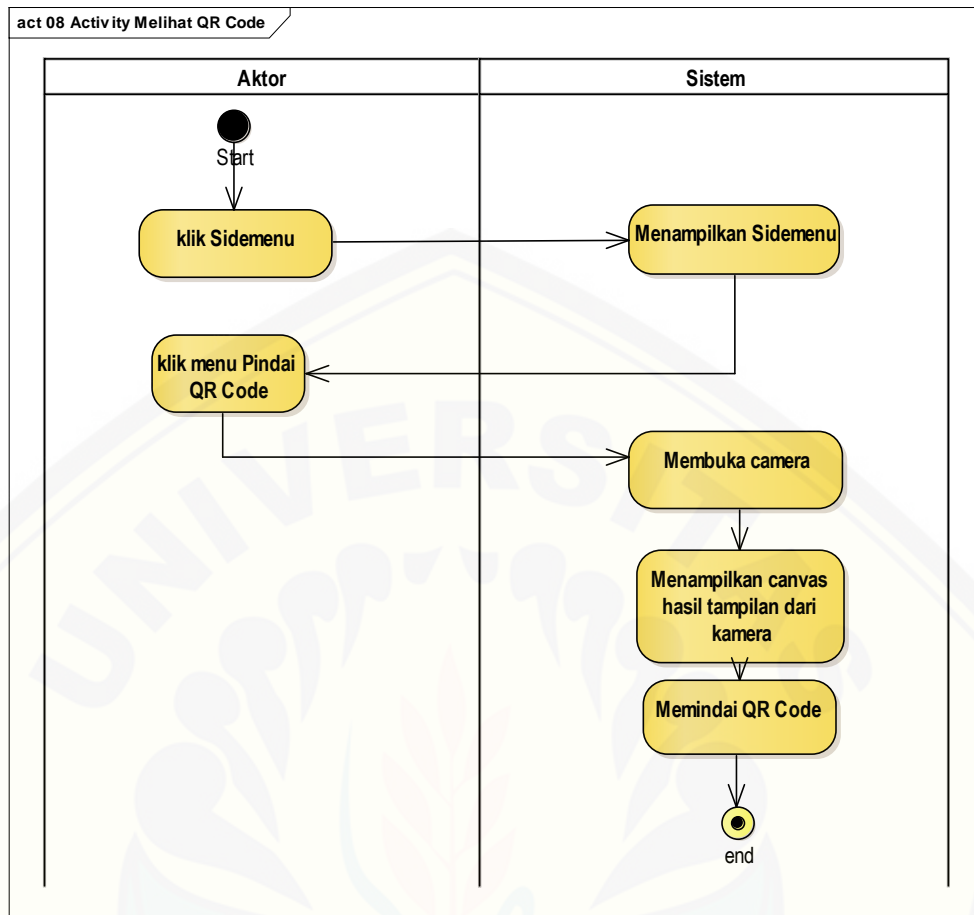 act 08 Activity Melihat QR Code
Aktor
Sistem
Start
klik Sidemenu
Menampilkan Sidemenu
klik menu Pindai
QR Code
Membuka camera
Menampilkan canvas
hasil tampilan dari
kamera
Memindai QR Code
end
UNIVERSITAS